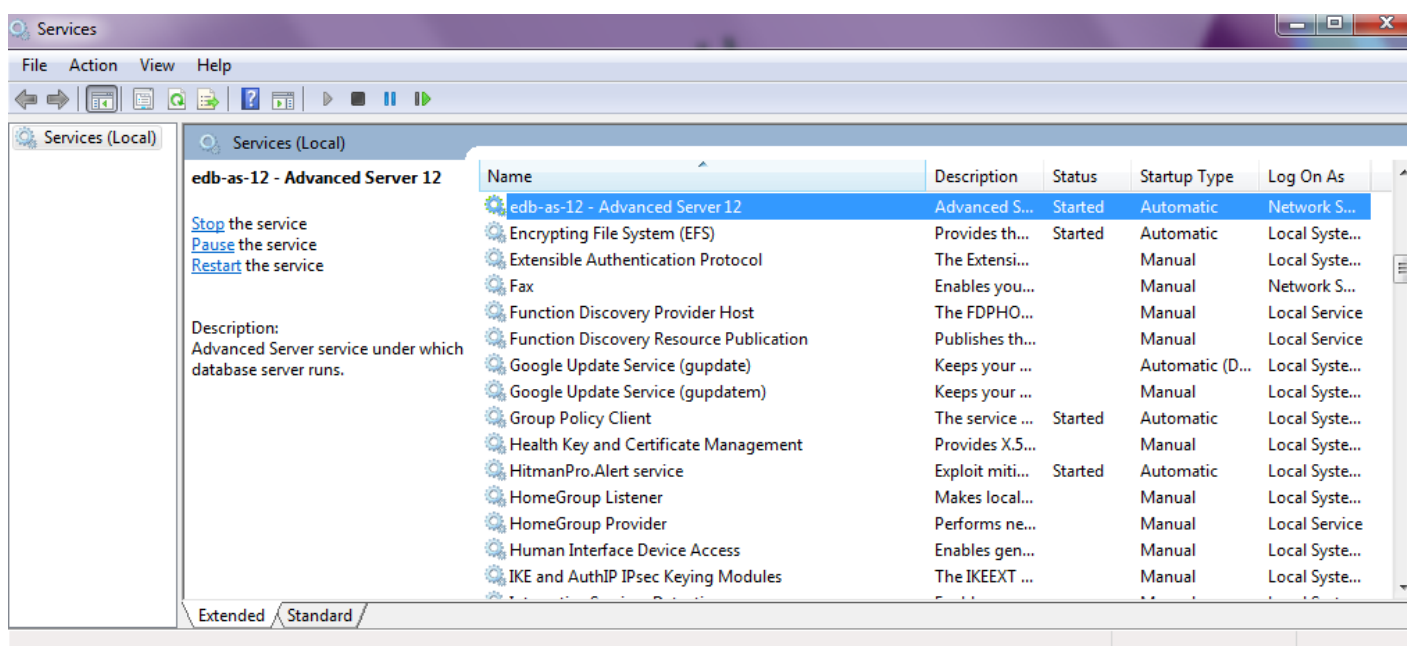 Services
File Action View Help
Services (Local)
Services (Local)
edb-as-12 - Advanced Server 12
Stop the service
Pause the service
Restart the service
Description:
Advanced Server service under which
database server runs.
Name Description Status Startup Type Log On As
edb-as-12 - Advanced Server 12 Advanced S... Started Automatic Network S...
Encrypting File System (EFS) Provides th... Started Automatic Local Syste...
Extensible Authentication Protocol The Extensi... Manual Local Syste...
Fax Enables you... Manual Network S...
Function Discovery Provider Host The FDPHO... Manual Local Service
Function Discovery Resource Publication Publishes th... Manual Local Service
Google Update Service (gupdate) Keeps your ... Automatic (D... Local Syste...
Google Update Service (gupdatem) Keeps your ... Manual Local Syste...
Group Policy Client The service ... Started Automatic Local Syste...
Health Key and Certificate Management Provides X.5... Manual Local Syste...
HitmanPro.Alert service Exploit miti... Started Automatic Local Syste...
HomeGroup Listener Makes local... Manual Local Syste...
HomeGroup Provider Performs ne... Manual Local Service
Human Interface Device Access Enables gen... Manual Local Syste...
IKE and AuthIP IPsec Keying Modules The IKEEXT ... Manual Local Syste...
Extended Standard